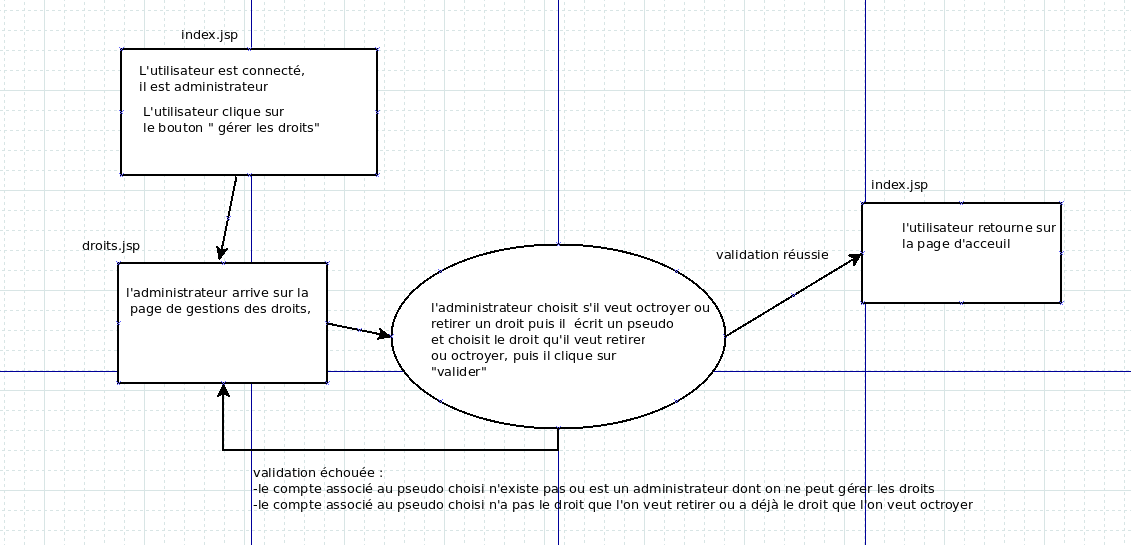 index.jsp
L'utilisateur est connecté,
il est administrateur
L'utilisateur clique sur
le bouton " gérer les droits"
droits.jsp
l'administrateur arrive sur la
page de gestions des droits,
l'administrateur choisit s'il veut octroyer ou
retirer un droit puis il  écrit un pseudo
et choisit le droit qu'il veut retirer
ou octroyer, puis il clique sur
"valider"
validation réussie
index.jsp
l'utilisateur retourne sur
la page d'acceuil
validation échouée :
-le compte associé au pseudo choisi n'existe pas ou est un administrateur dont on ne peut gérer les droits
-le compte associé au pseudo choisi n'a pas le droit que l'on veut retirer ou a déjà le droit que l'on veut octroyer